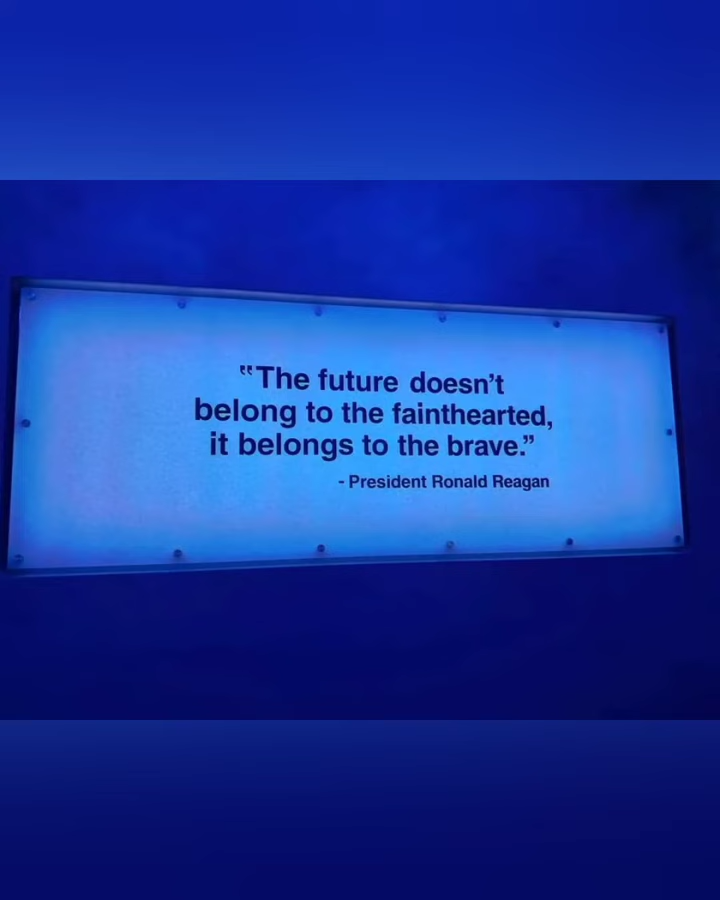 “The future doesn’t
belong to the fainthearted,
it belongs to the brave.”
- President Ronald Reagan